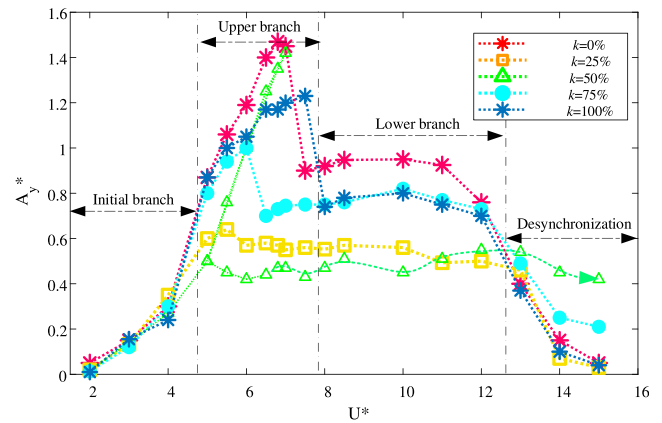 1.6
1.4
1.2
1
0.8
0.6
0.4
0.2
0
A_y*
2
4
6
8
10
12
14
16
U*
Initial branch
Upper branch
Lower branch
Desynchronization
k=0%
k=25%
k=50%
k=75%
k=100%